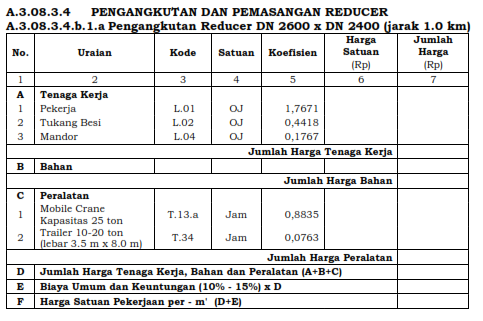 A.3.08.3.4 PENGANGKUTAN DAN PEMASANGAN REDUCER
A.3.08.3.4.b.1.a Pengangkutan Reducer DN 2600 x DN 2400 (jarak 1.0 km)
No. Uraian Kode Satuan Koefisien Harga Satuan (Rp) Jumlah Harga (Rp)
1 2 3 4 5 6 7
A Tenaga Kerja
1 Pekerja L.01 OJ 1,7671
2 Tukang Besi L.02 OJ 0,4418
3 Mandor L.04 OJ 0,1767
Jumlah Harga Tenaga Kerja
B Bahan
Jumlah Harga Bahan
C Peralatan
1 Mobile Crane Kapasitas 25 ton T.13.a Jam 0,8835
2 Trailer 10-20 ton (lebar 3.5 m x 8.0 m) T.34 Jam 0,0763
Jumlah Harga Peralatan
D Jumlah Harga Tenaga Kerja, Bahan dan Peralatan (A+B+C)
E Biaya Umum dan Keuntungan (10% - 15%) x D
F Harga Satuan Pekerjaan per - m' (D+E)